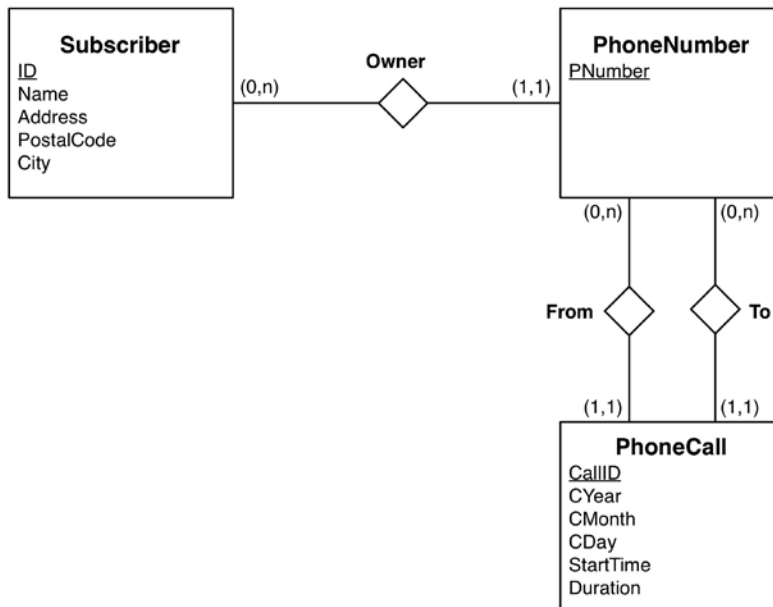 Subscriber
ID
Name
Address
PostalCode
City
(0,n)
Owner
(1,1)
PhoneNumber
PNumber
(0,n)
(0,n)
From
To
(1,1)
(1,1)
PhoneCall
CallID
CYear
CMonth
CDay
StartTime
Duration